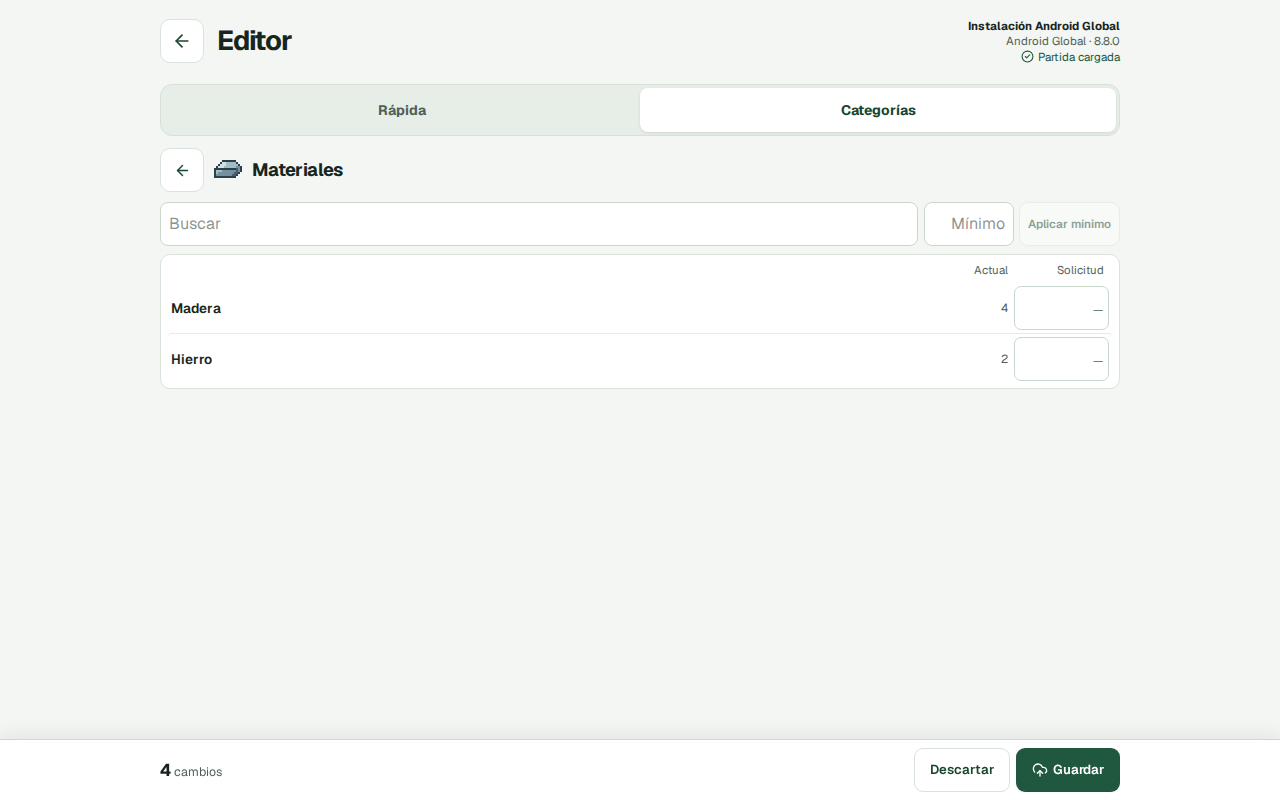 Editor
Instalación Android Global
Android Global · 8.8.0
Partida cargada
Rápida
Categorías
Materiales
Buscar
Mínimo
Aplicar mínimo
Actual
Solicitud
Madera
4
—
Hierro
2
—
4 cambios
Descartar
Guardar